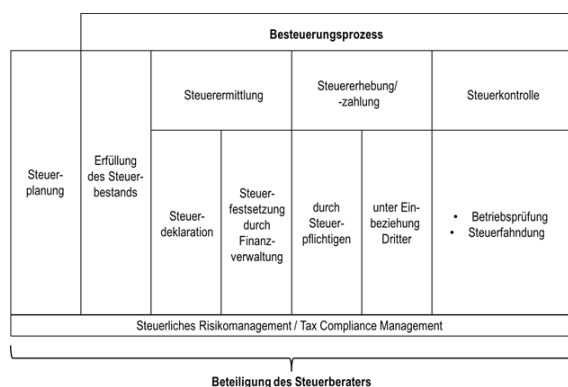 Besteuerungsprozess
Steuerermittlung
Steuererhebung/
-zahlung
Steuerkontrolle
Steuer-
planung
Erfüllung
des Steuer-
bestands
Steuer-
deklaration
Steuer-
festsetzung
durch
Finanz-
verwaltung
durch
Steuer-
pflichtigen
unter Ein-
beziehung
Dritter
• Betriebsprüfung
• Steuerfahndung
Steuerliches Risikomanagement / Tax Compliance Management
Beteiligung des Steuerberaters